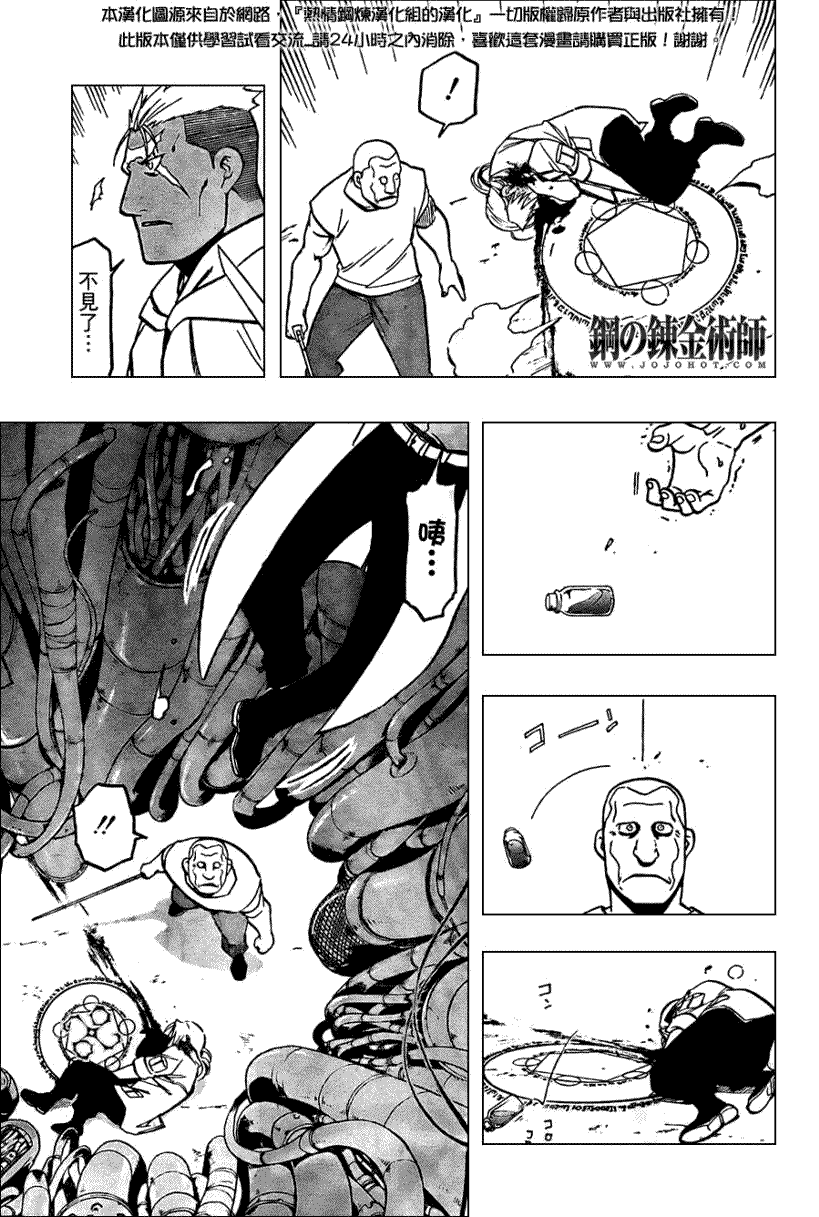 本漢化圖源來自於網路，『熱情鋼煉漢化組的漢化』一切版權歸原作者與出版社擁有！
此版本僅供學習試看交流…請24小時之內消除，喜歡這套漫畫請購買正版！謝謝。
！
鋼の錬金術師
WWW.JOJOHOT.COM
不見了…
コーン
コン
コロ
咦…
!!